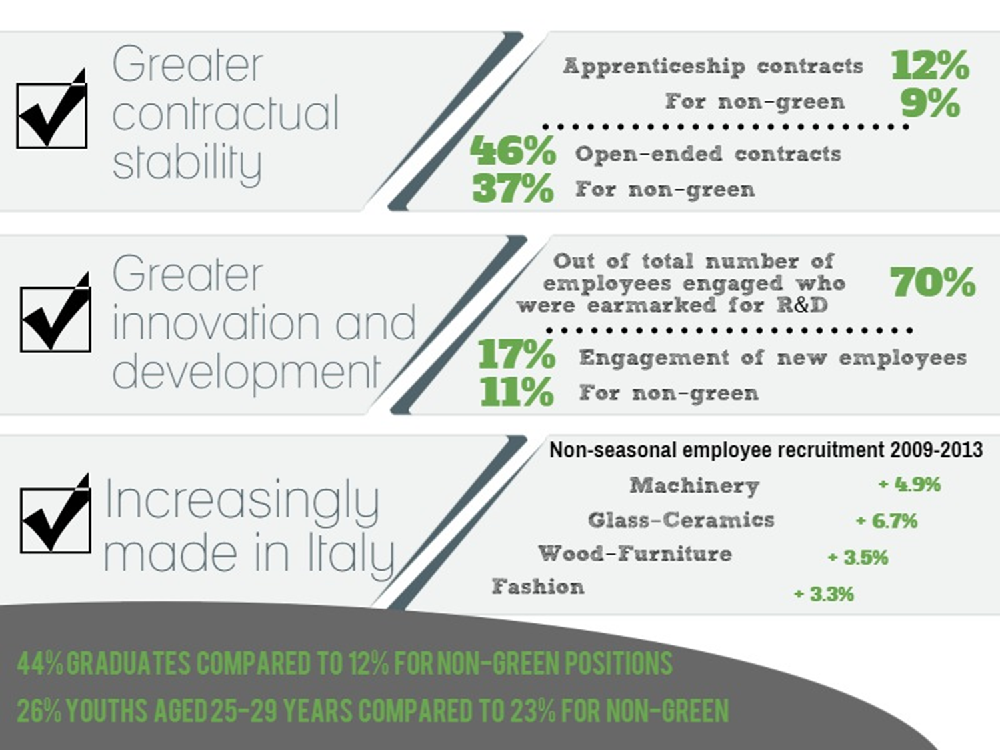 Greater
contractual
stability
Apprenticeship contracts 12%
For non-green 9%
46% Open-ended contracts
37% For non-green
Greater
innovation and
development
Out of total number of
employees engaged who
were earmarked for R&D
70%
17% Engagement of new employees
11% For non-green
Increasingly
made in Italy
Non-seasonal employee recruitment 2009-2013
Machinery + 4.9%
Glass-Ceramics + 6.7%
Wood-Furniture + 3.5%
Fashion + 3.3%
44% GRADUATES COMPARED TO 12% FOR NON-GREEN POSITIONS
26% YOUTHS AGED 25-29 YEARS COMPARED TO 23% FOR NON-GREEN